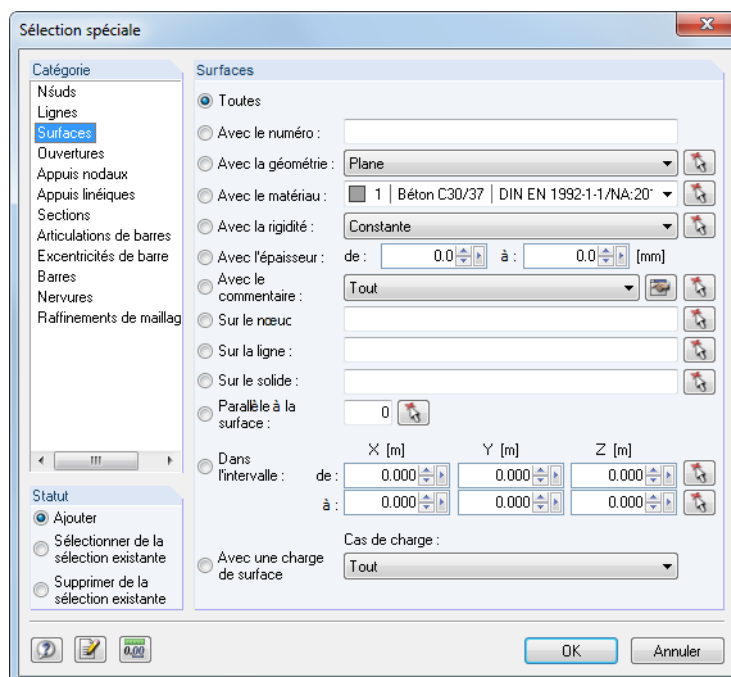 Sélection spéciale
Catégorie
Nśuds
Lignes
Surfaces
Ouvertures
Appuis nodaux
Appuis linéiques
Sections
Articulations de barres
Excentricités de barre
Barres
Nervures
Raffinements de maillag
Statut
Ajouter
Sélectionner de la
sélection existante
Supprimer de la
sélection existante
Surfaces
Toutes
Avec le numéro :
Avec la géométrie : Plane
Avec le matériau : 1 | Béton C30/37 | DIN EN 1992-1-1/NA:20
Avec la rigidité : Constante
Avec l'épaisseur : de : 0.0 à : 0.0 [mm]
Avec le
commentaire : Tout
Sur le nœuc
Sur la ligne :
Sur le solide :
Parallèle à la
surface : 0
X [m] Y [m] Z [m]
Dans
l'intervalle : de : 0.000 0.000 0.000
à : 0.000 0.000 0.000
Cas de charge :
Avec une charge
de surface Tout
0.00
OK Annuler